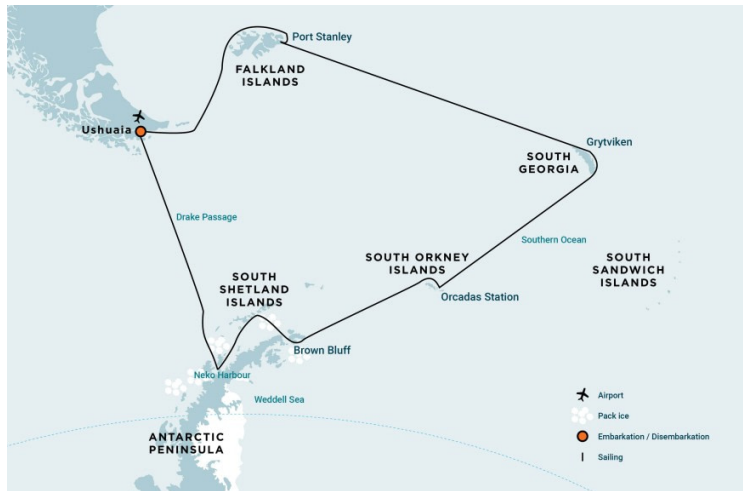 Port Stanley
FALKLAND
ISLANDS
Ushuaia
Grytviken
SOUTH
GEORGIA
Drake Passage
Southern Ocean
SOUTH ORKNEY
ISLANDS
SOUTH
SANDWICH
ISLANDS
SOUTH
SHETLAND
ISLANDS
Orcadas Station
Brown Bluff
Neko Harbour
Weddell Sea
ANTARCTIC
PENINSULA
Airport
Pack ice
Embarkation / Disembarkation
Sailing